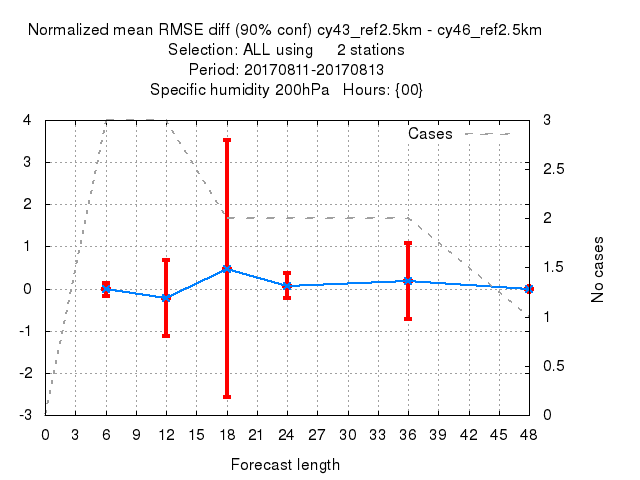 Normalized mean RMSE diff (90% conf) cy43_ref2.5km - cy46_ref2.5km
Selection: ALL using 2 stations
Period: 20170811-20170813
Specific humidity 200hPa Hours: {00}
Cases
4
3
2
1
0
-1
-2
-3
3
2.5
2
1.5
1
0.5
0
No cases
0 3 6 9 12 15 18 21 24 27 30 33 36 39 42 45 48
Forecast length